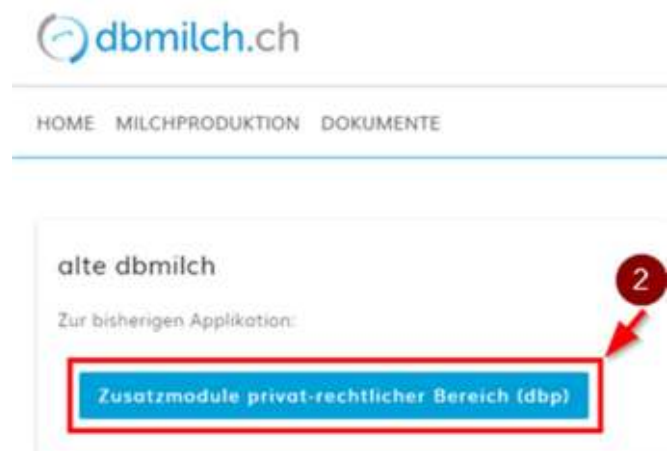 dbmilch.ch
HOME MILCHPRODUKTION DOKUMENTE
alte dbmilch
2
Zur bisherigen Applikation:
Zusatzmodule privat-rechtlicher Bereich (dbp)